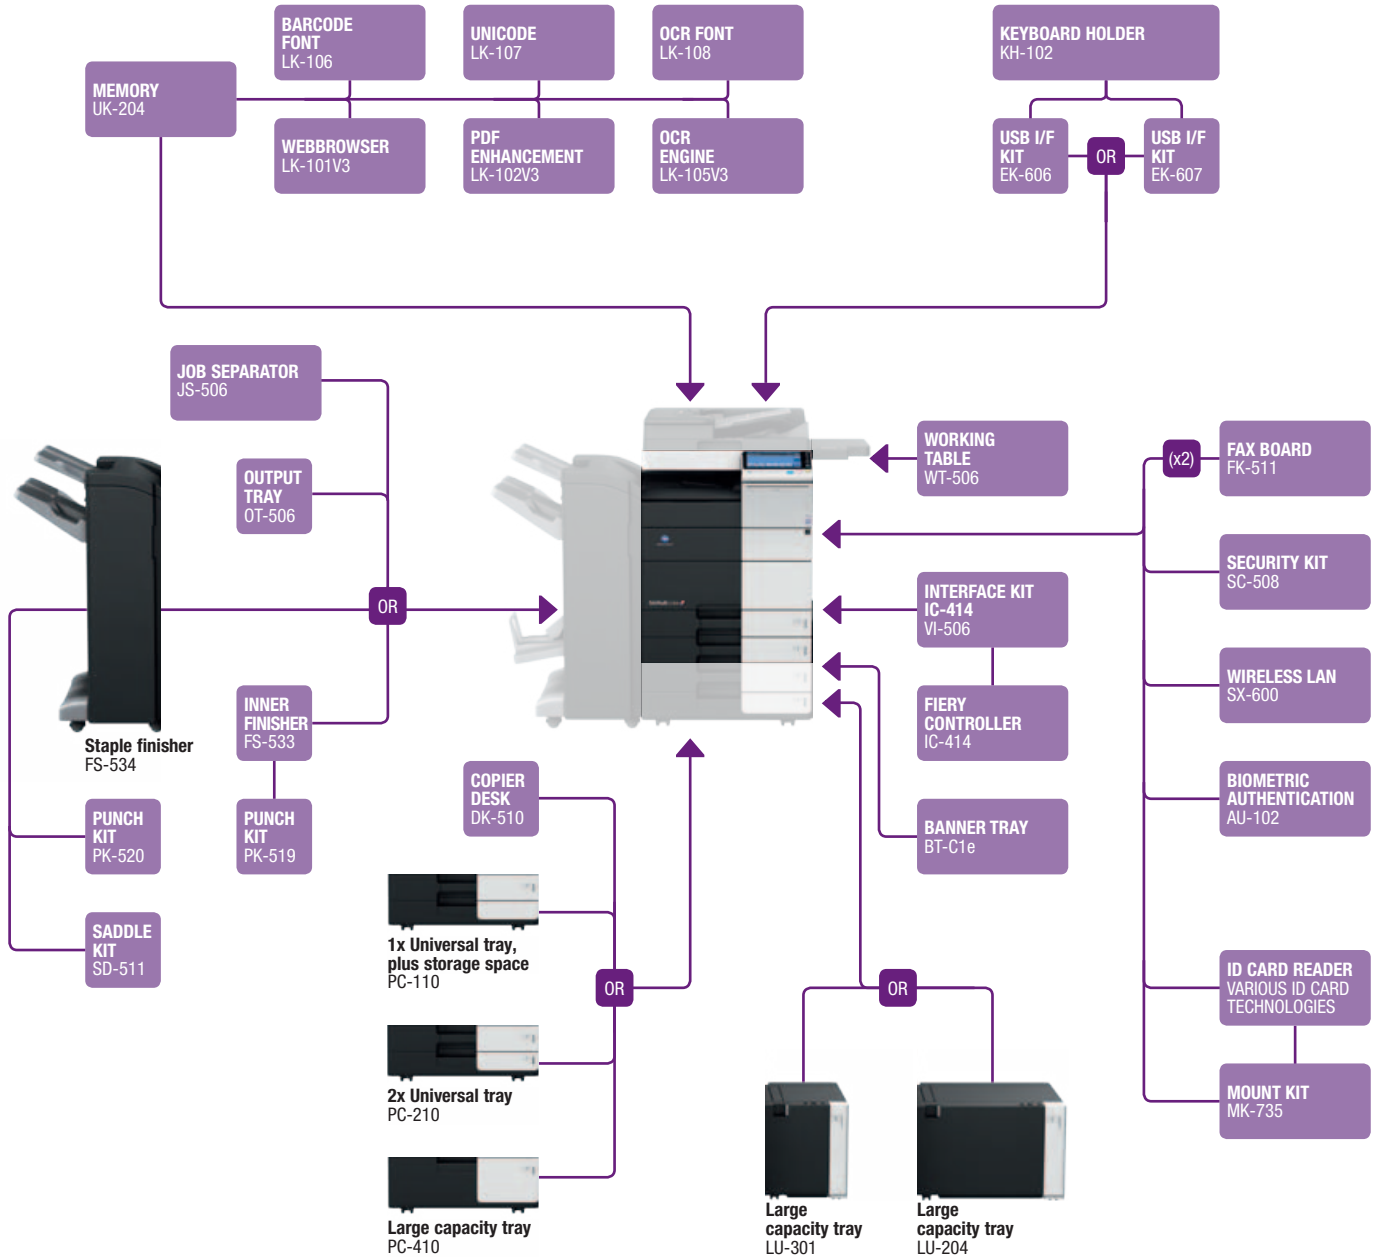 BARCODE
FONT
LK-106
UNICODE
LK-107
OCR FONT
LK-108
KEYBOARD HOLDER
KH-102
MEMORY
UK-204
WEBBROWSER
LK-101V3
PDF
ENHANCEMENT
LK-102V3
OCR
ENGINE
LK-105V3
USB I/F
KIT
EK-606
OR
USB I/F
KIT
EK-607
JOB SEPARATOR
JS-506
OUTPUT
TRAY
OT-506
WORKING
TABLE
WT-506
(x2)
FAX BOARD
FK-511
SECURITY KIT
SC-508
OR
INTERFACE KIT
IC-414
VI-506
WIRELESS LAN
SX-600
INNER
FINISHER
FS-533
FIERY
CONTROLLER
IC-414
Staple finisher
FS-534
COPIER
DESK
DK-510
BIOMETRIC
AUTHENTICATION
AU-102
PUNCH
KIT
PK-520
PUNCH
KIT
PK-519
BANNER TRAY
BT-C1e
SADDLE
KIT
SD-511
1x Universal tray,
plus storage space
PC-110
OR
OR
ID CARD READER
VARIOUS ID CARD
TECHNOLOGIES
2x Universal tray
PC-210
MOUNT KIT
MK-735
Large capacity tray
PC-410
Large
capacity tray
LU-301
Large
capacity tray
LU-204